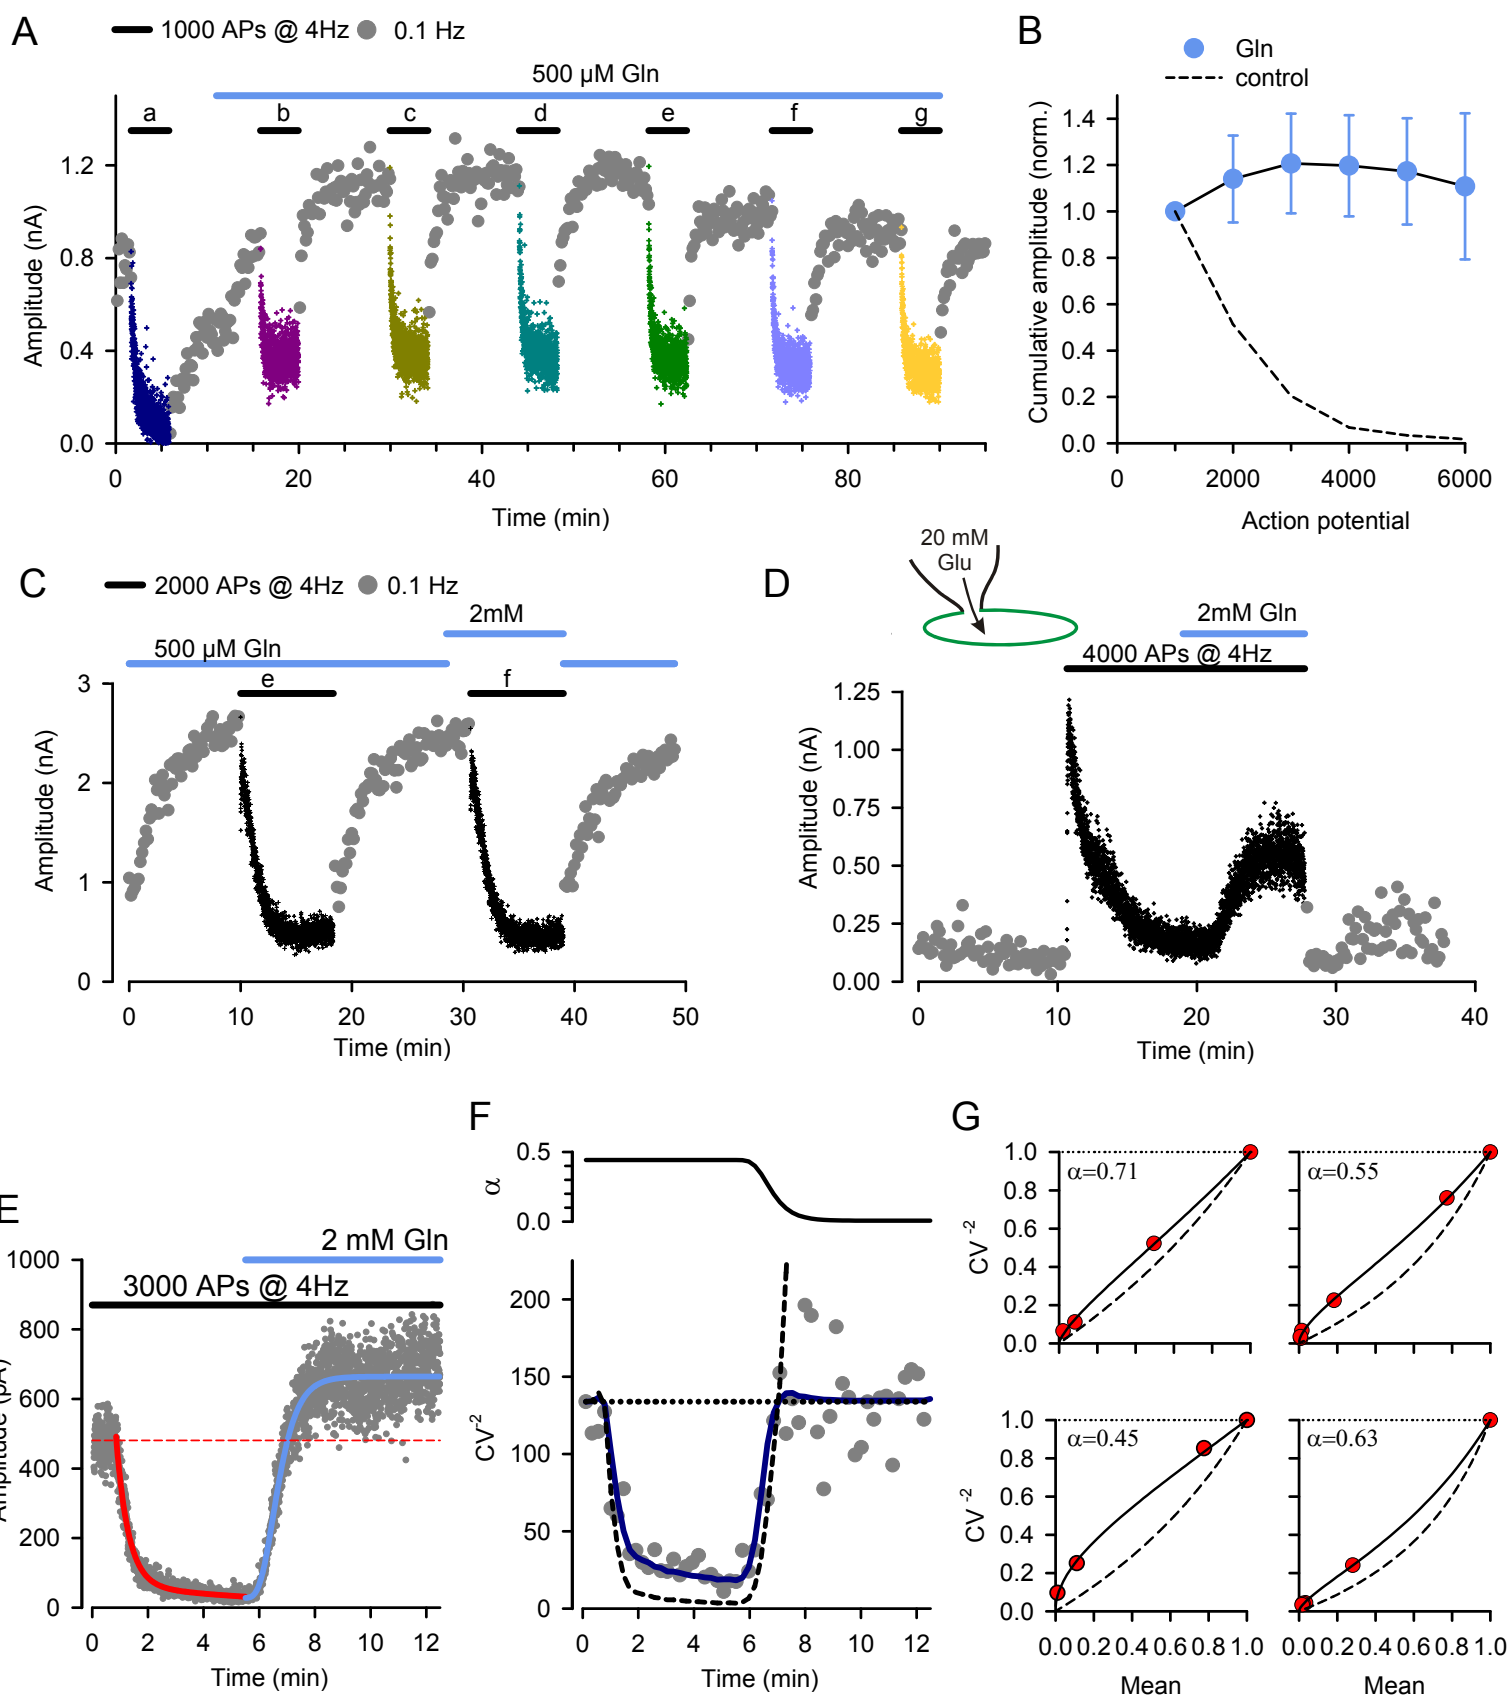 A
1000 APs @ 4Hz 0.1 Hz
500 µM Gln
a b c d e f g
1.2
0.8
0.4
0.0
Amplitude (nA)
0 20 40 60 80
Time (min)
B
Gln
control
1.4
1.2
1.0
0.8
0.6
0.4
0.2
0.0
Cumulative amplitude (norm.)
0 2000 4000 6000
Action potential
C
2000 APs @ 4Hz 0.1 Hz
2mM
500 µM Gln
e f
3
2
1
0
Amplitude (nA)
0 10 20 30 40 50
Time (min)
D
20 mM
Glu
2mM Gln
4000 APs @ 4Hz
1.25
1.00
0.75
0.50
0.25
0.00
Amplitude (nA)
0 10 20 30 40
Time (min)
E
2 mM Gln
3000 APs @ 4Hz
1000
800
600
400
200
0
Amplitude (pA)
0 2 4 6 8 10 12
Time (min)
F
0.5
0.0
α
200
150
100
50
0
CV⁻²
0 2 4 6 8 10 12
Time (min)
G
α=0.71
1.0
0.8
0.6
0.4
0.2
0.0
CV⁻²
α=0.55
α=0.45
1.0
0.8
0.6
0.4
0.2
0.0
CV⁻²
0.0 0.2 0.4 0.6 0.8 1.0
Mean
α=0.63
0.0 0.2 0.4 0.6 0.8 1.0
Mean